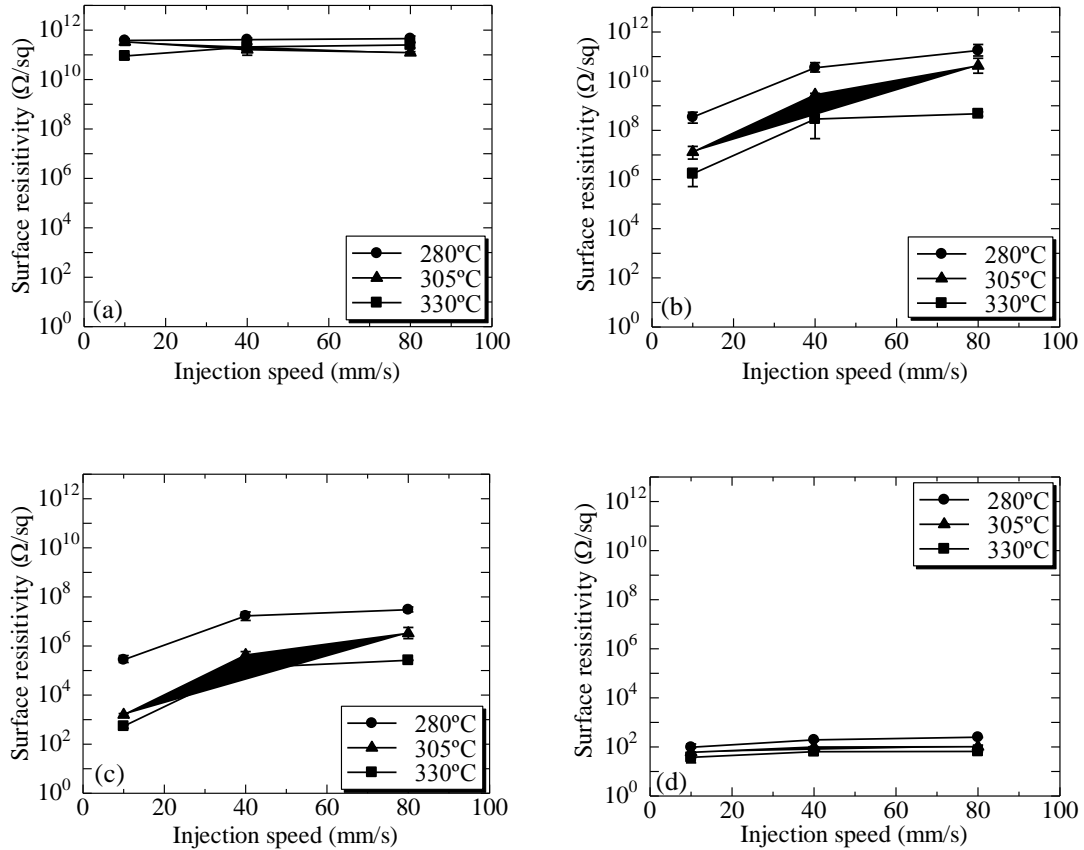 10^12
10^10
10^8
10^6
10^4
10^2
10^0
Surface resisitivity (Ω/sq)
280ºC
305ºC
330ºC
(a)
0 20 40 60 80 100
Injection speed (mm/s)
10^12
10^10
10^8
10^6
10^4
10^2
10^0
Surface resisitivity (Ω/sq)
280ºC
305ºC
330ºC
(b)
0 20 40 60 80 100
Injection speed (mm/s)
10^12
10^10
10^8
10^6
10^4
10^2
10^0
Surface resisitivity (Ω/sq)
280ºC
305ºC
330ºC
(c)
0 20 40 60 80 100
Injection speed (mm/s)
280ºC
305ºC
330ºC
10^12
10^10
10^8
10^6
10^4
10^2
10^0
Surface resisitivity (Ω/sq)
(d)
0 20 40 60 80 100
Injection speed (mm/s)